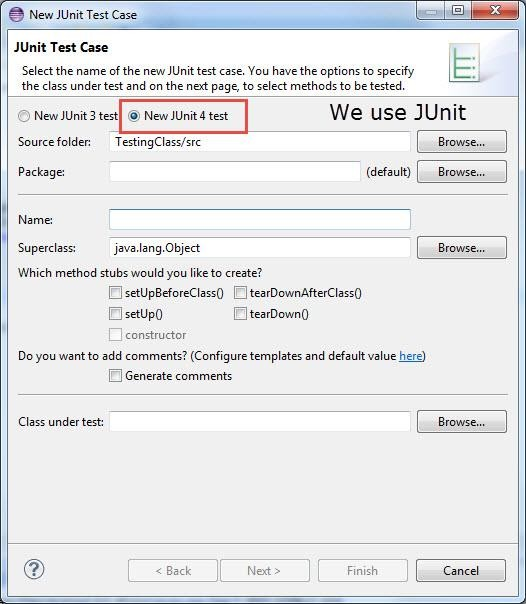 New JUnit Test Case
JUnit Test Case
Select the name of the new JUnit test case. You have the options to specify
the class under test and on the next page, to select methods to be tested.
New JUnit 3 test New JUnit 4 test We use JUnit
Source folder: TestingClass/src Browse...
Package: (default) Browse...
Name:
Superclass: java.lang.Object Browse...
Which method stubs would you like to create?
setUpBeforeClass() tearDownAfterClass()
setUp() tearDown()
constructor
Do you want to add comments? (Configure templates and default value here)
Generate comments
Class under test: Browse...
? < Back Next > Finish Cancel